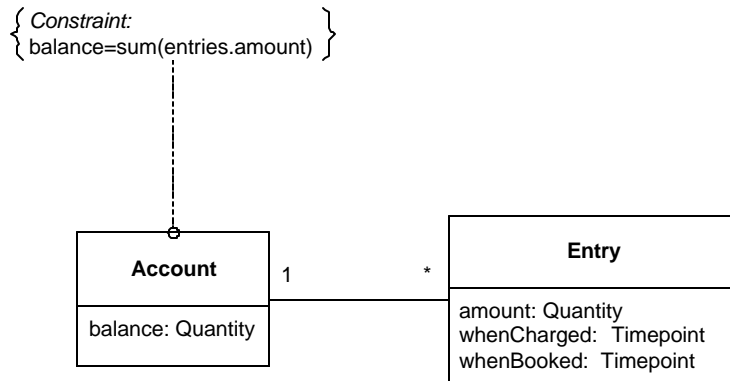 Constraint:
balance=sum(entries.amount)
Account
1
*
Entry
balance: Quantity
amount: Quantity
whenCharged: Timepoint
whenBooked: Timepoint